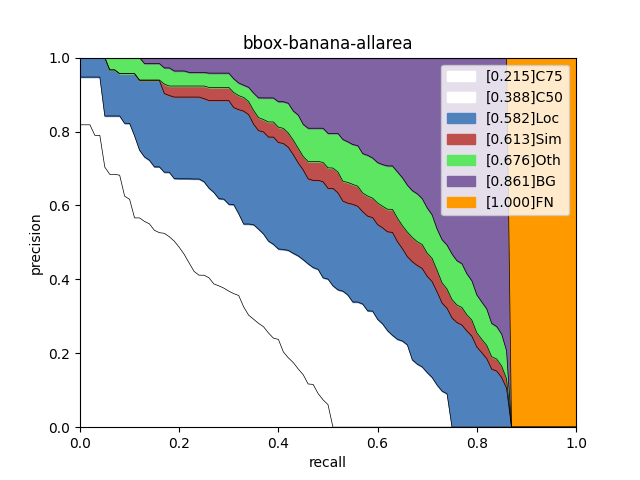 bbox-banana-allarea
1.0
0.8
0.6
0.4
0.2
0.0
precision
[0.215]C75
[0.388]C50
[0.582]Loc
[0.613]Sim
[0.676]Oth
[0.861]BG
[1.000]FN
0.0 0.2 0.4 0.6 0.8 1.0
recall